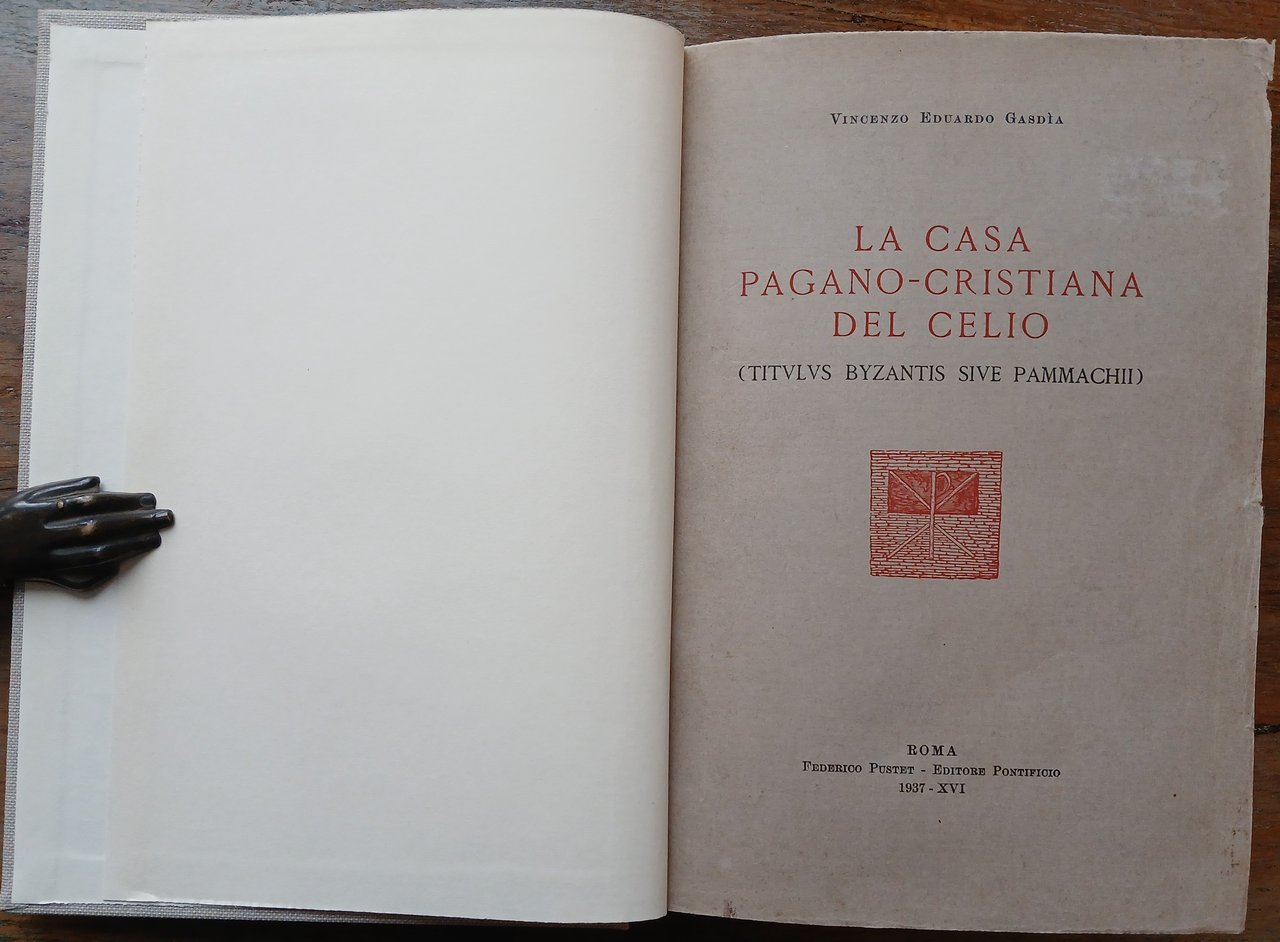 Vincenzo Eduardo Gasdìa
LA CASA
PAGANO-CRISTIANA
DEL CELIO
(TITVLVS BYZANTIS SIVE PAMMACHII)
ROMA
Federico Pustet - Editore Pontificio
1937 - XVI